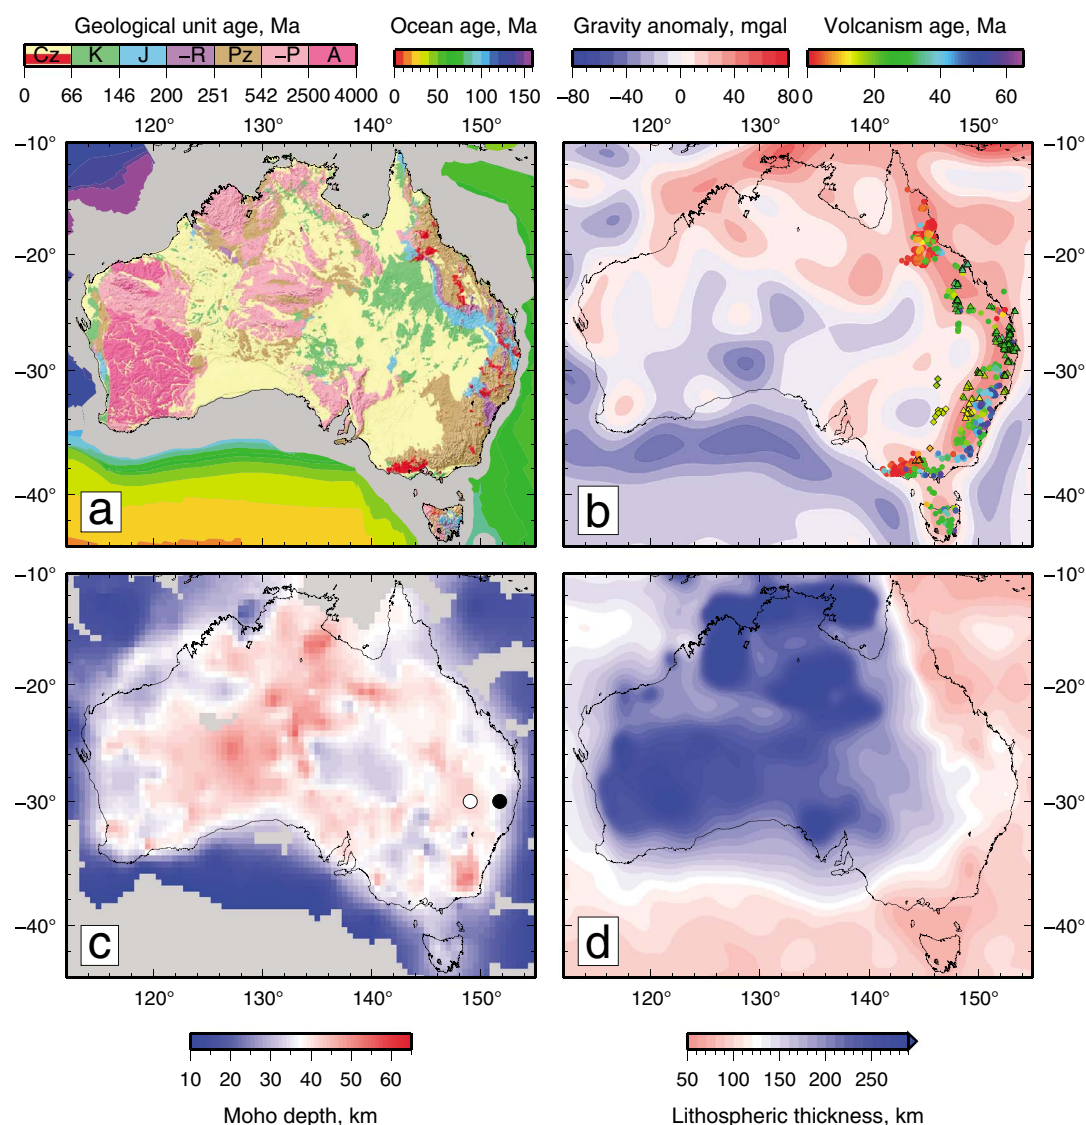 Geological unit age, Ma Ocean age, Ma Gravity anomaly, mgal Volcanism age, Ma
Cz K J –R Pz –P A
0 66 146 200 251 542 2500 4000 0 50 100 150 −80 −40 0 40 80 0 20 40 60
120° 130° 140° 150° 120° 130° 140° 150°
−10° −10°
−20° −20°
−30° −30°
−40° −40°
a b
−10° −10°
−20° −20°
−30° −30°
−40° −40°
c d
120° 130° 140° 150° 120° 130° 140° 150°
10 20 30 40 50 60 50 100 150 200 250
Moho depth, km Lithospheric thickness, km